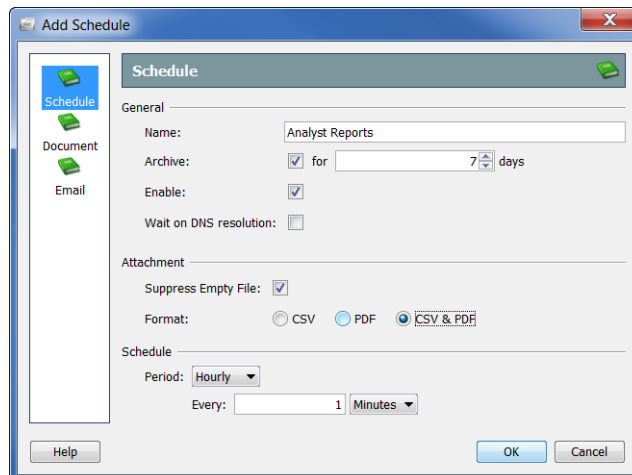 Add Schedule
Schedule
Document
Email
Schedule
General
Name: Analyst Reports
Archive: for 7 days
Enable:
Wait on DNS resolution:
Attachment
Suppress Empty File:
Format: CSV PDF CSV & PDF
Schedule
Period: Hourly
Every: 1 Minutes
Help OK Cancel